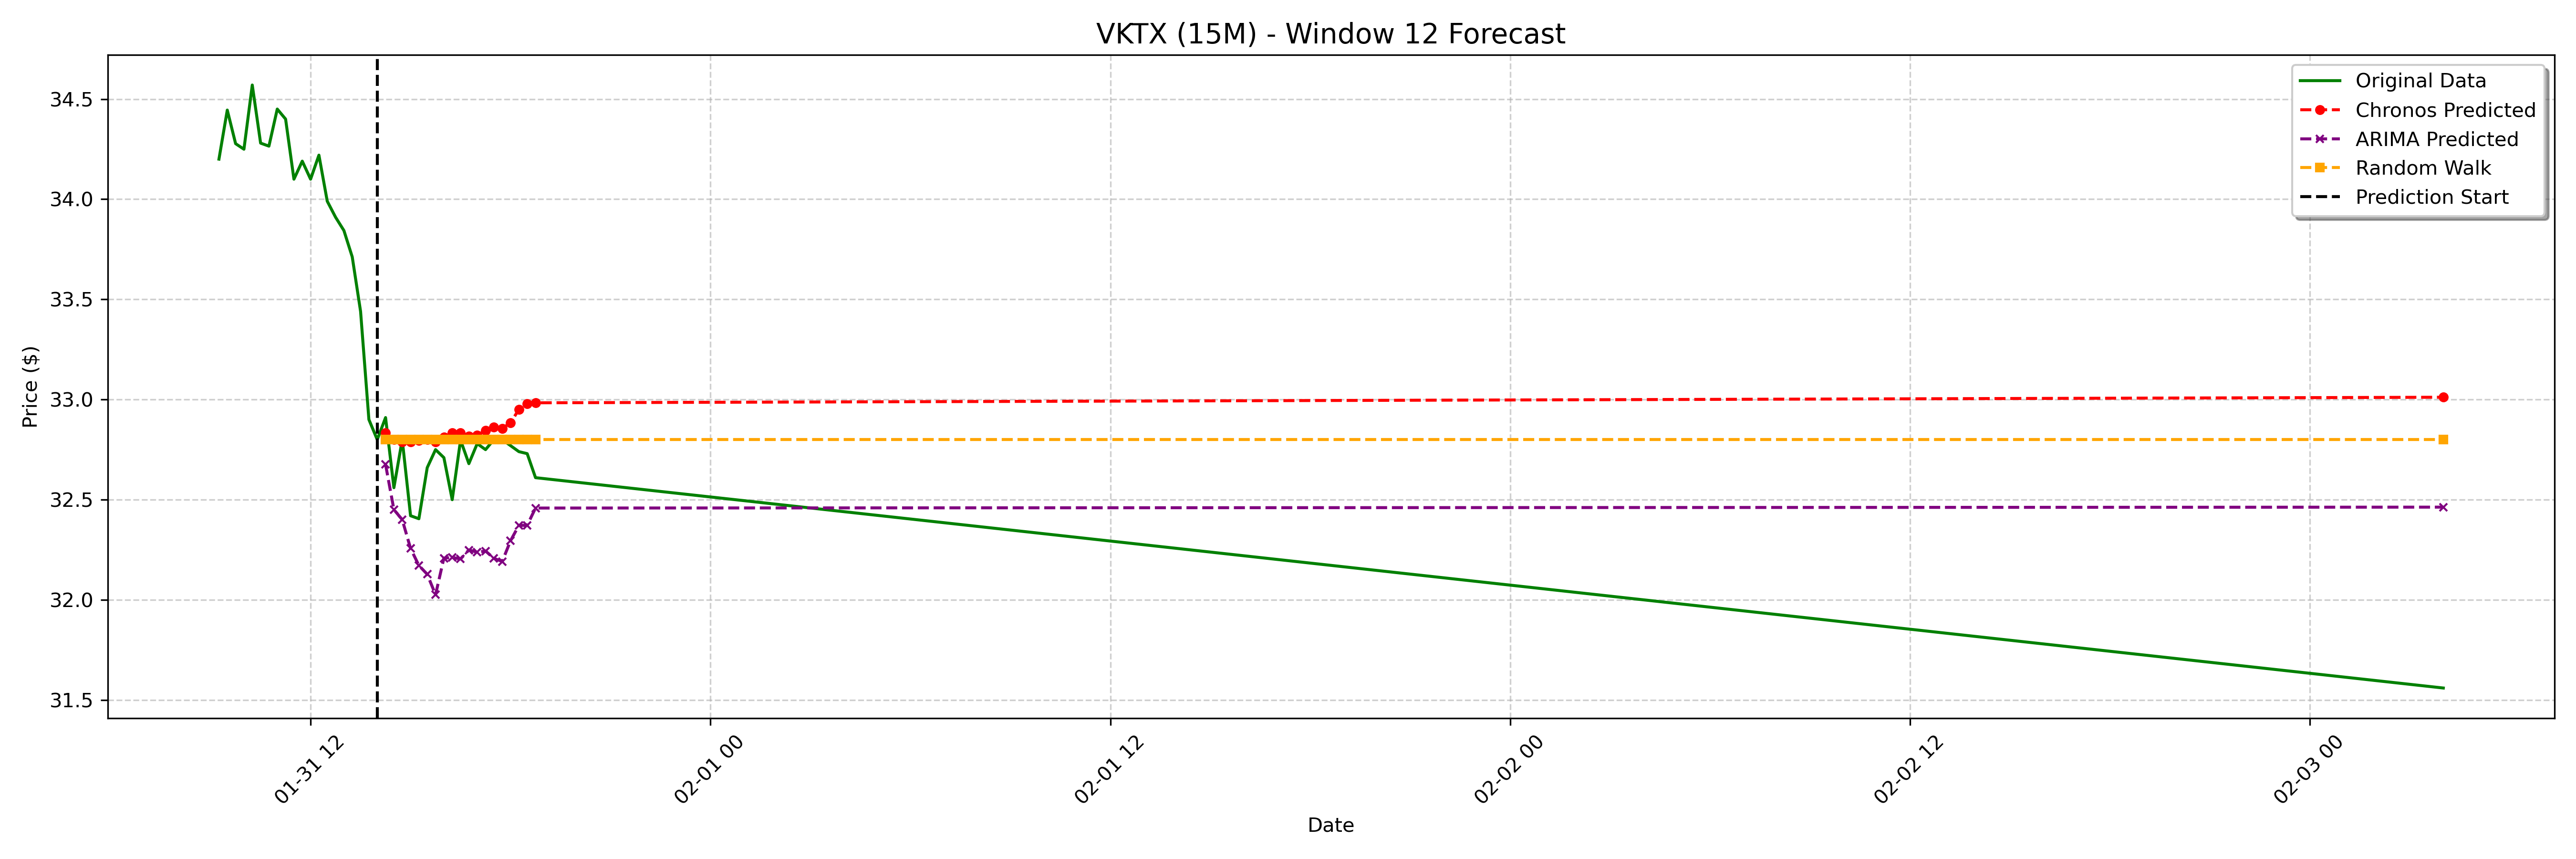 VKTX (15M) - Window 12 Forecast
Original Data
Chronos Predicted
ARIMA Predicted
Random Walk
Prediction Start
Price ($)
34.5
34.0
33.5
33.0
32.5
32.0
31.5
01-31 12
02-01 00
02-01 12
02-02 00
02-02 12
02-03 00
Date